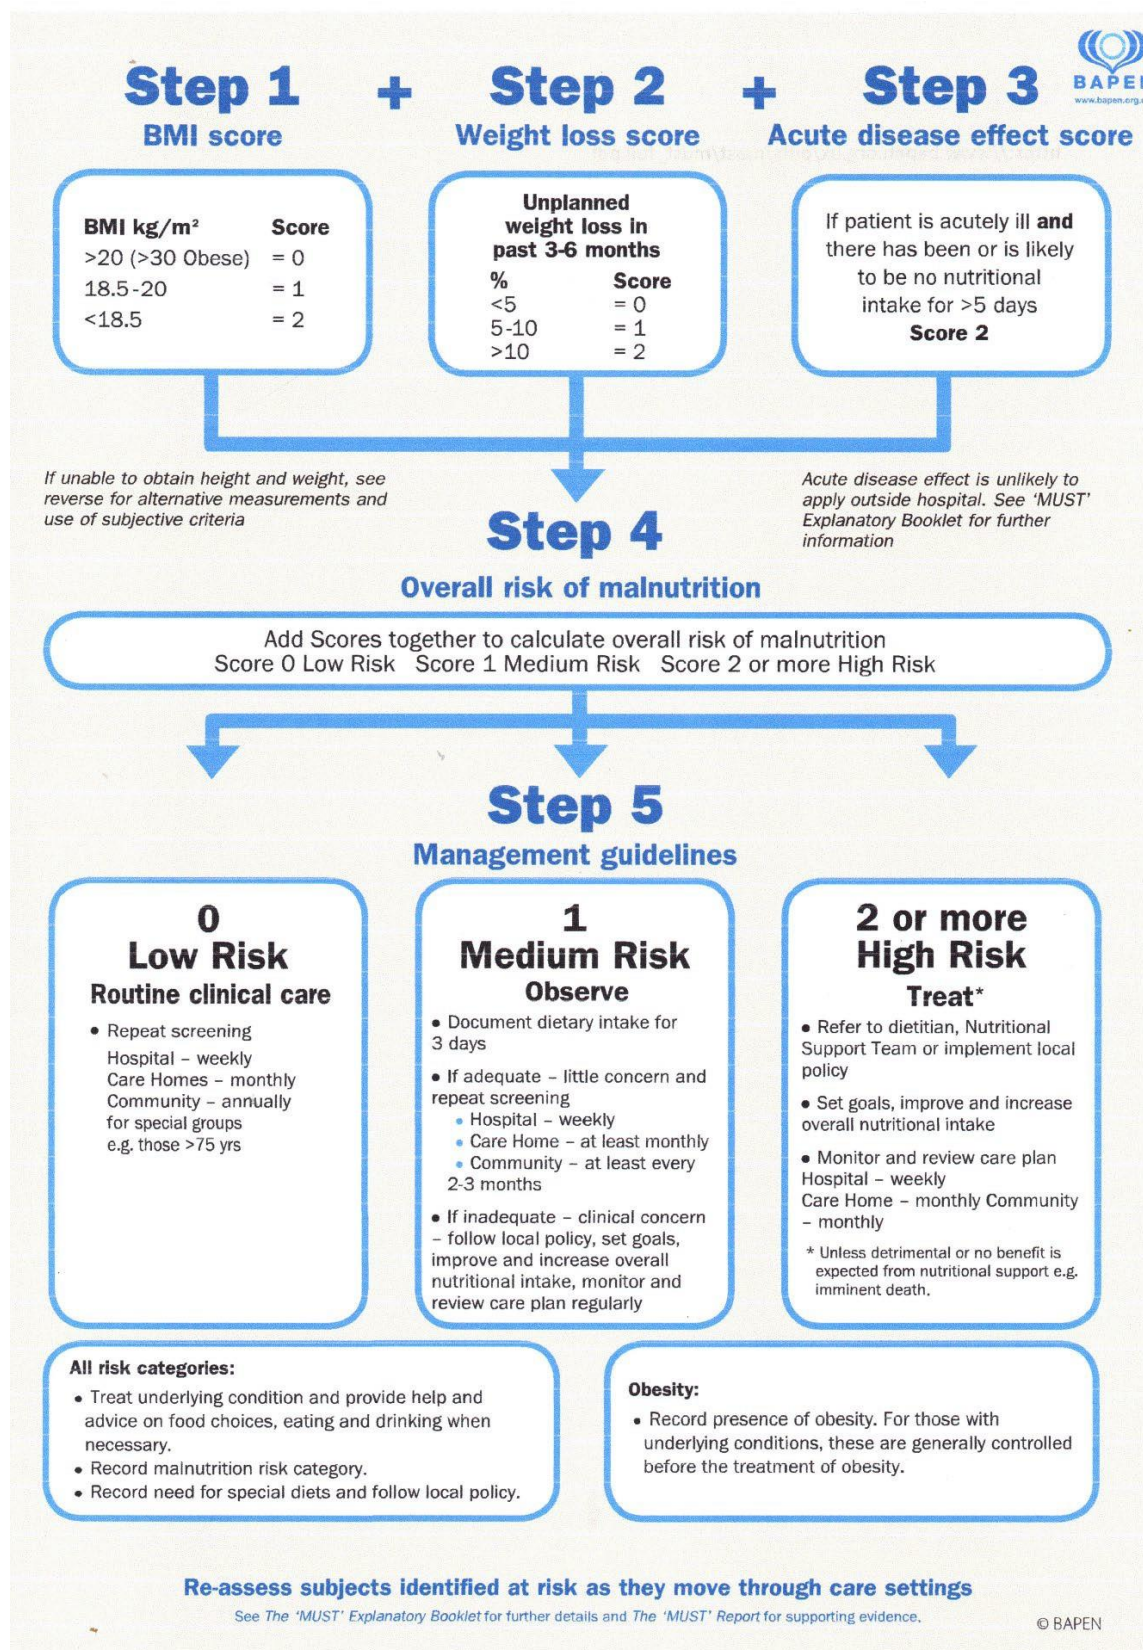 BAPEN
www.bapen.org.
Step 1 + Step 2 + Step 3
BMI score
Weight loss score
Acute disease effect score
BMI kg/m² Score
>20 (>30 Obese) = 0
18.5-20 = 1
<18.5 = 2
Unplanned
weight loss in
past 3-6 months
% Score
<5 = 0
5-10 = 1
>10 = 2
If patient is acutely ill and
there has been or is likely
to be no nutritional
intake for >5 days
Score 2
If unable to obtain height and weight, see
reverse for alternative measurements and
use of subjective criteria
Acute disease effect is unlikely to
apply outside hospital. See ‘MUST’
Explanatory Booklet for further
information
Step 4
Overall risk of malnutrition
Add Scores together to calculate overall risk of malnutrition
Score 0 Low Risk Score 1 Medium Risk Score 2 or more High Risk
Step 5
Management guidelines
0
Low Risk
Routine clinical care
• Repeat screening
Hospital – weekly
Care Homes – monthly
Community – annually
for special groups
e.g. those >75 yrs
1
Medium Risk
Observe
• Document dietary intake for
3 days
• If adequate – little concern and
repeat screening
• Hospital – weekly
• Care Home – at least monthly
• Community – at least every
2-3 months
• If inadequate – clinical concern
– follow local policy, set goals,
improve and increase overall
nutritional intake, monitor and
review care plan regularly
2 or more
High Risk
Treat*
• Refer to dietitian, Nutritional
Support Team or implement local
policy
• Set goals, improve and increase
overall nutritional intake
• Monitor and review care plan
Hospital – weekly
Care Home – monthly Community
– monthly
* Unless detrimental or no benefit is
expected from nutritional support e.g.
imminent death.
All risk categories:
• Treat underlying condition and provide help and
advice on food choices, eating and drinking when
necessary.
• Record malnutrition risk category.
• Record need for special diets and follow local policy.
Obesity:
• Record presence of obesity. For those with
underlying conditions, these are generally controlled
before the treatment of obesity.
Re-assess subjects identified at risk as they move through care settings
See The ‘MUST’ Explanatory Booklet for further details and The ‘MUST’ Report for supporting evidence.
© BAPEN